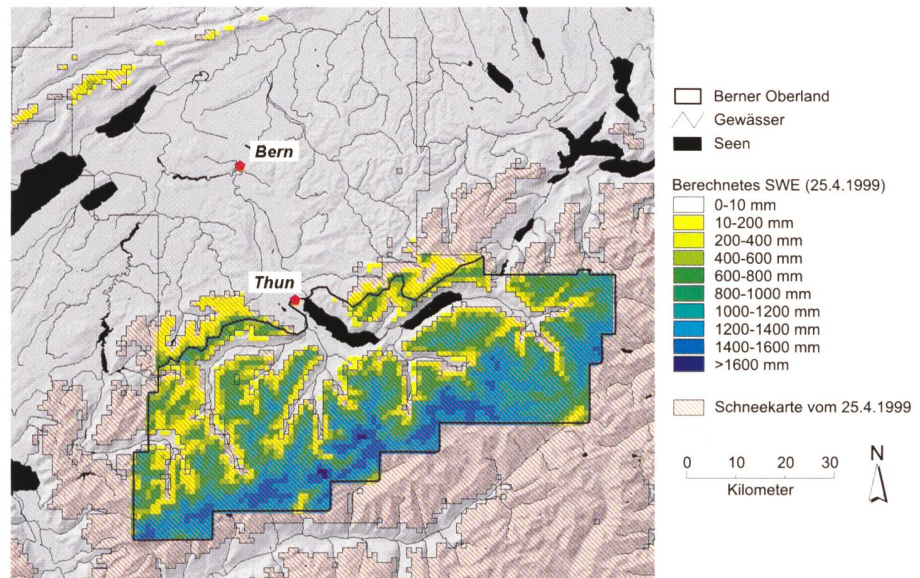 Bern
Thun
Berner Oberland
Gewässer
Seen
Berechnetes SWE (25.4.1999)
0-10 mm
10-200 mm
200-400 mm
400-600 mm
600-800 mm
800-1000 mm
1000-1200 mm
1200-1400 mm
1400-1600 mm
>1600 mm
Schneekarte vom 25.4.1999
0 10 20 30
Kilometer
N